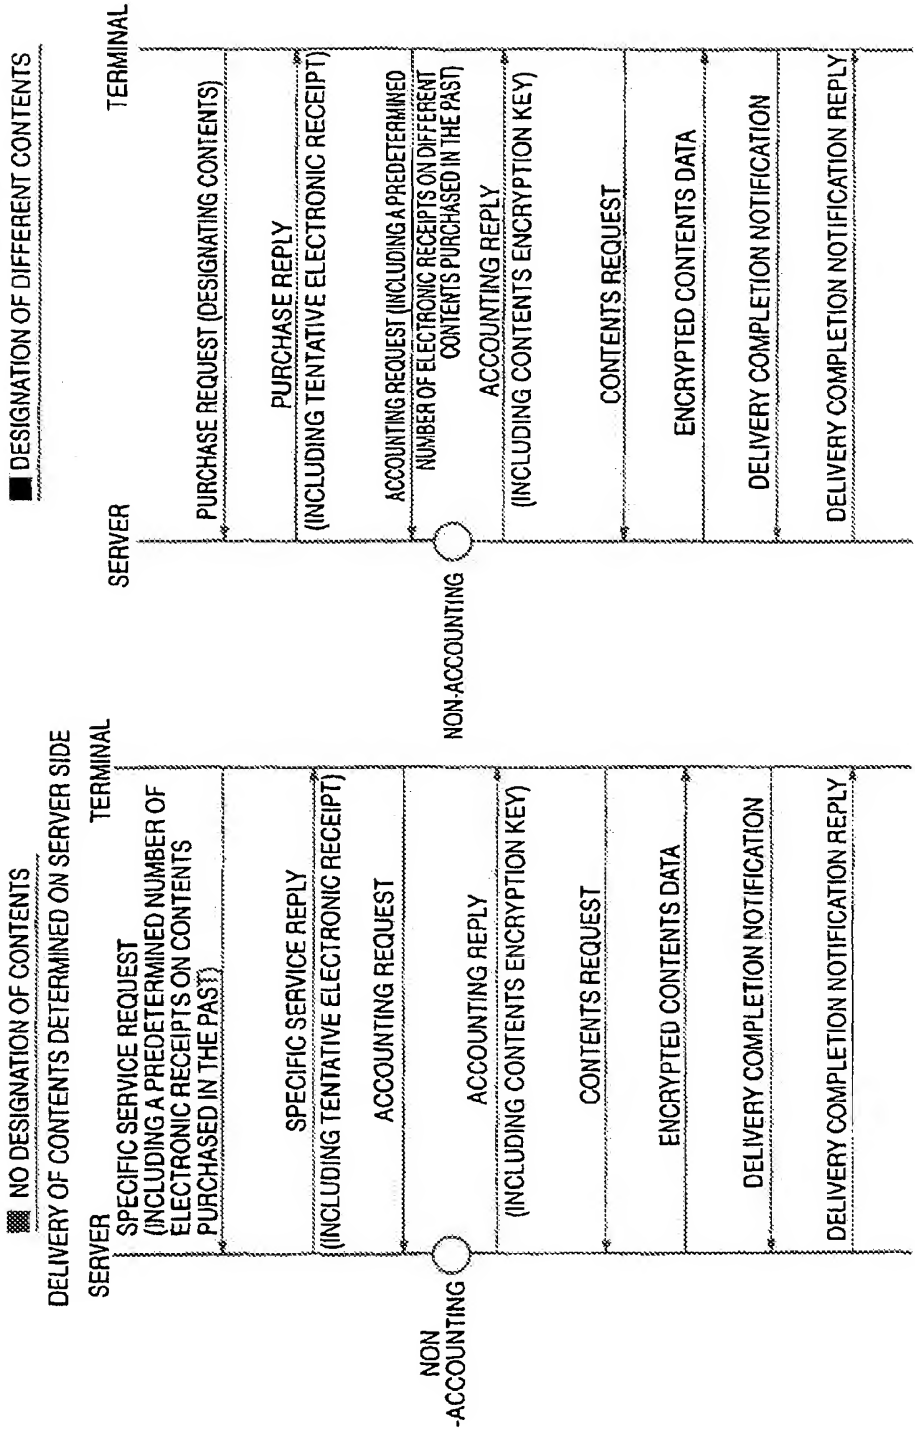 NO DESIGNATION OF CONTENTS
DELIVERY OF CONTENTS DETERMINED ON SERVER SIDE
SERVER
TERMINAL
SPECIFIC SERVICE REQUEST
(INCLUDING A PREDETERMINED NUMBER OF
ELECTRONIC RECEIPTS ON CONTENTS
PURCHASED IN THE PAST)
SPECIFIC SERVICE REPLY
(INCLUDING TENTATIVE ELECTRONIC RECEIPT)
ACCOUNTING REQUEST
NON
-ACCOUNTING
ACCOUNTING REPLY
(INCLUDING CONTENTS ENCRYPTION KEY)
CONTENTS REQUEST
ENCRYPTED CONTENTS DATA
DELIVERY COMPLETION NOTIFICATION
DELIVERY COMPLETION NOTIFICATION REPLY
DESIGNATION OF DIFFERENT CONTENTS
SERVER
TERMINAL
PURCHASE REQUEST (DESIGNATING CONTENTS)
PURCHASE REPLY
(INCLUDING TENTATIVE ELECTRONIC RECEIPT)
ACCOUNTING REQUEST (INCLUDING A PREDETERMINED
NUMBER OF ELECTRONIC RECEIPTS ON DIFFERENT
CONTENTS PURCHASED IN THE PAST)
NON-ACCOUNTING
ACCOUNTING REPLY
(INCLUDING CONTENTS ENCRYPTION KEY)
CONTENTS REQUEST
ENCRYPTED CONTENTS DATA
DELIVERY COMPLETION NOTIFICATION
DELIVERY COMPLETION NOTIFICATION REPLY